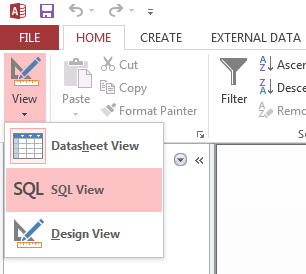 FILE HOME CREATE EXTERNAL DATA
View
Paste
Cut
Copy
Format Painter
Filter
A Z Ascen
Z A Desce
A Z Remo
Datasheet View
SQL SQL View
Design View